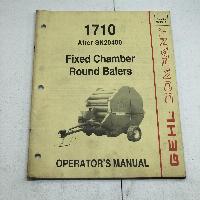 1710
After SN20400
Fixed Chamber
Round Balers
GEHL COMPANY
OPERATOR'S MANUAL